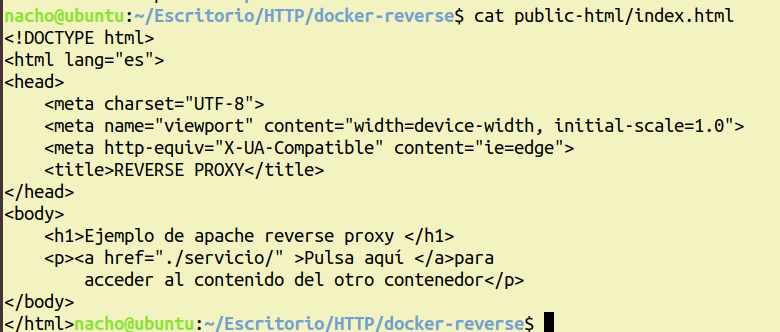 nacho@ubuntu:~/Escritorio/HTTP/docker-reverse$ cat public-html/index.html
<!DOCTYPE html>
<html lang="es">
<head>
    <meta charset="UTF-8">
    <meta name="viewport" content="width=device-width, initial-scale=1.0">
    <meta http-equiv="X-UA-Compatible" content="ie=edge">
    <title>REVERSE PROXY</title>
</head>
<body>
    <h1>Ejemplo de apache reverse proxy </h1>
    <p><a href="./servicio/" >Pulsa aquí </a>para
        acceder al contenido del otro contenedor</p>
</body>
</html>nacho@ubuntu:~/Escritorio/HTTP/docker-reverse$